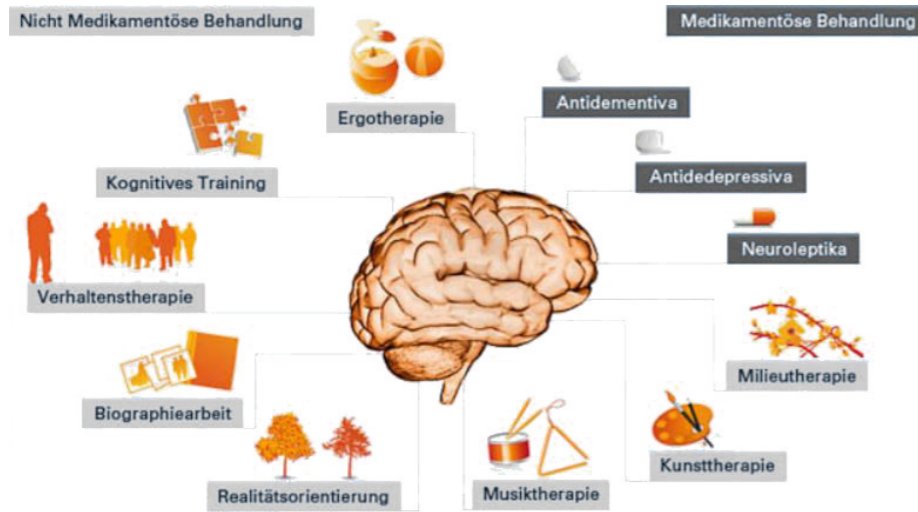 Nicht Medikamentöse Behandlung
Medikamentöse Behandlung
Ergotherapie
Antidementiva
Kognitives Training
Antidedepressiva
Verhaltenstherapie
Neuroleptika
Biographiearbeit
Milieutherapie
Realitätsorientierung
Musiktherapie
Kunsttherapie